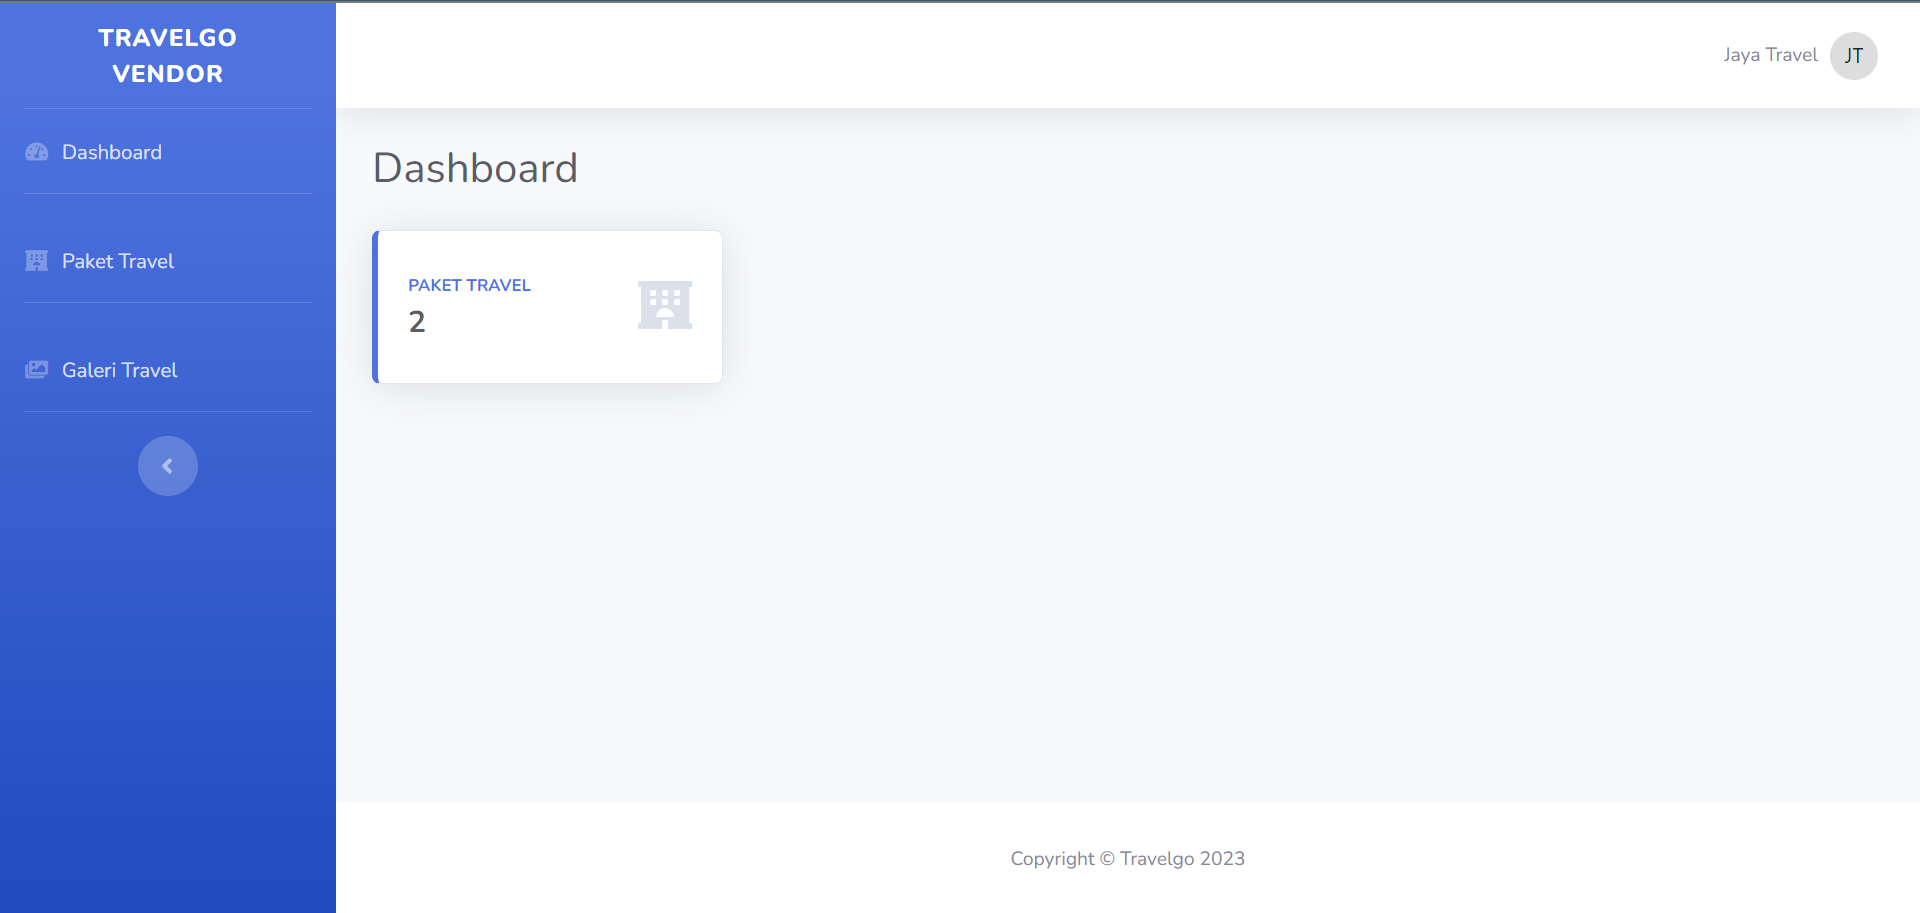 TRAVELGO
VENDOR
Dashboard
Paket Travel
Galeri Travel
Jaya Travel
JT
Dashboard
PAKET TRAVEL
2
Copyright © Travelgo 2023